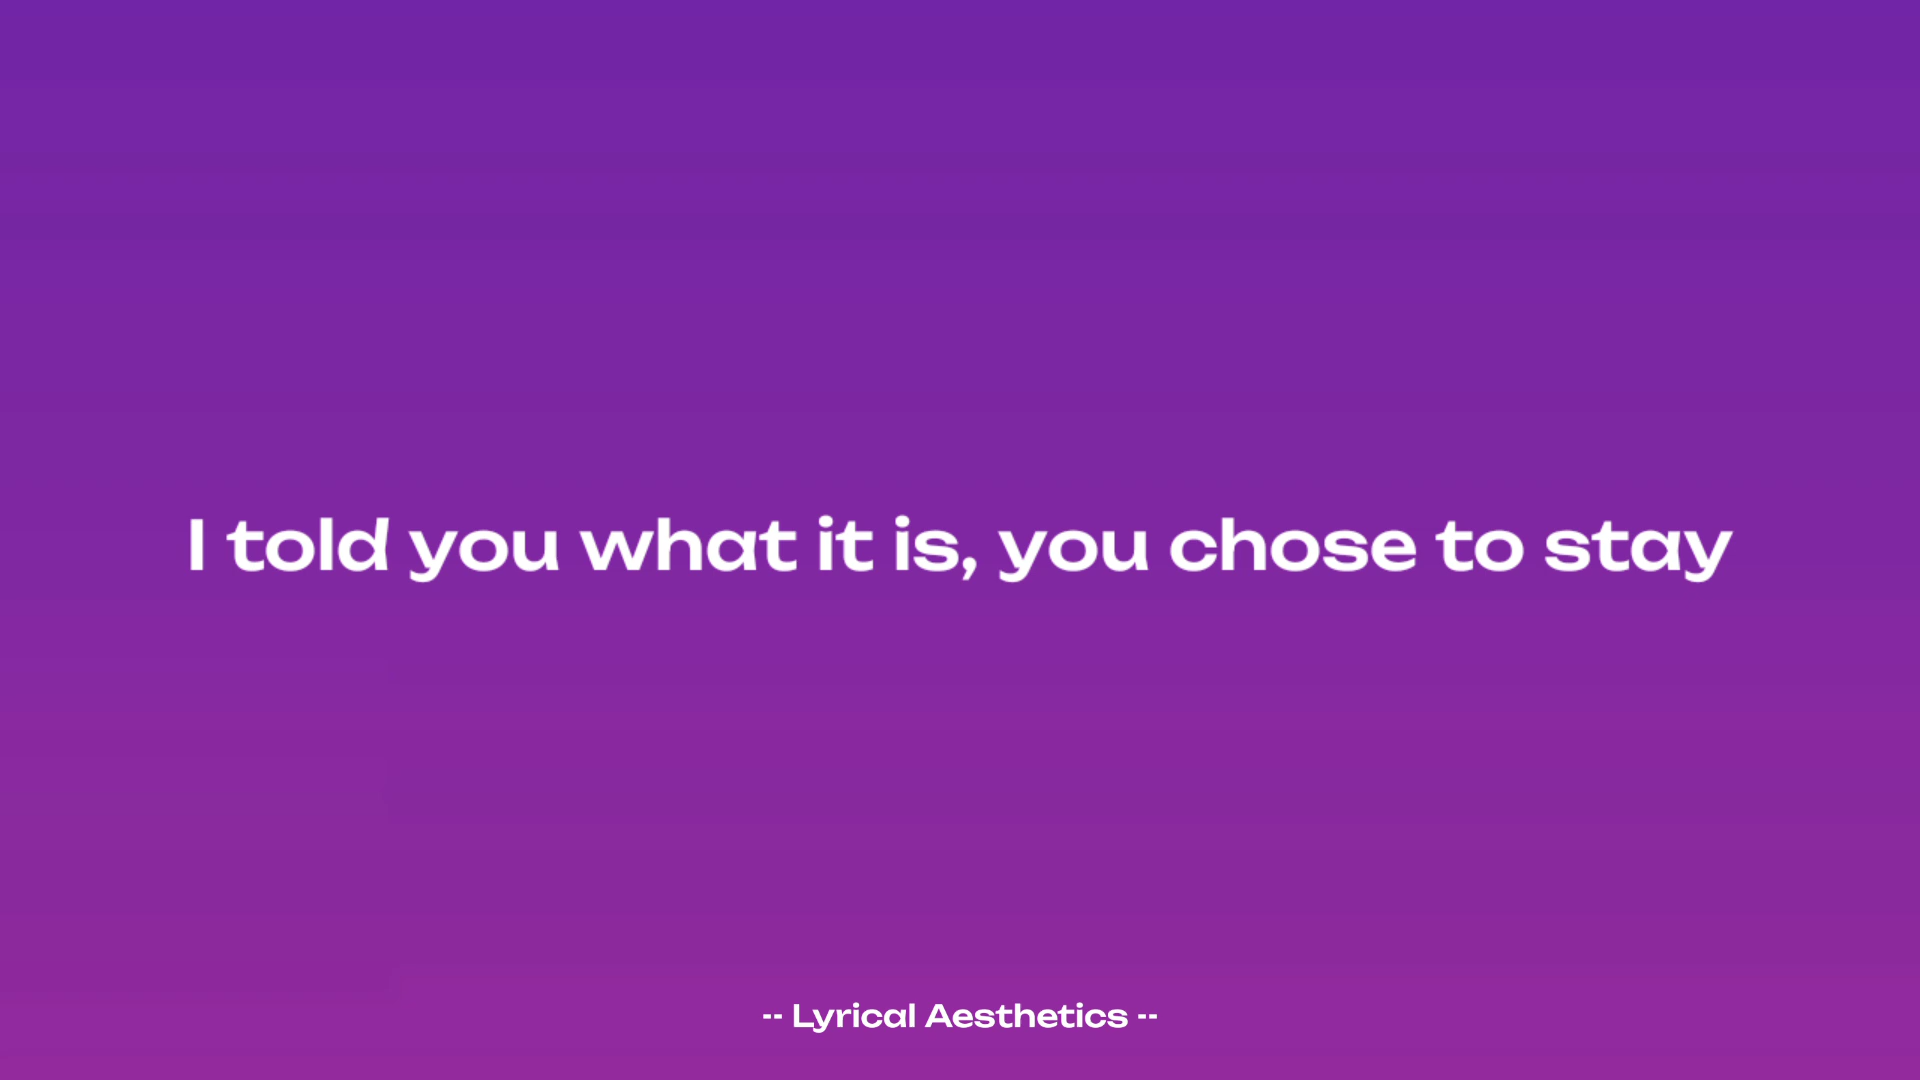 I told you what it is, you chose to stay
-- Lyrical Aesthetics --